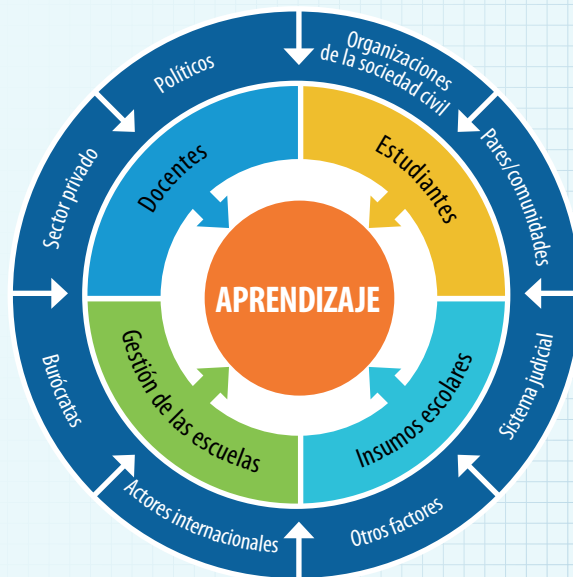 Políticos
Organizaciones
de la sociedad civil
Pares/comunidades
Sistema judicial
Otros factores
Actores internacionales
Burócratas
Sector privado
Docentes
Estudiantes
Insumos escolares
Gestión de las escuelas
APRENDIZAJE